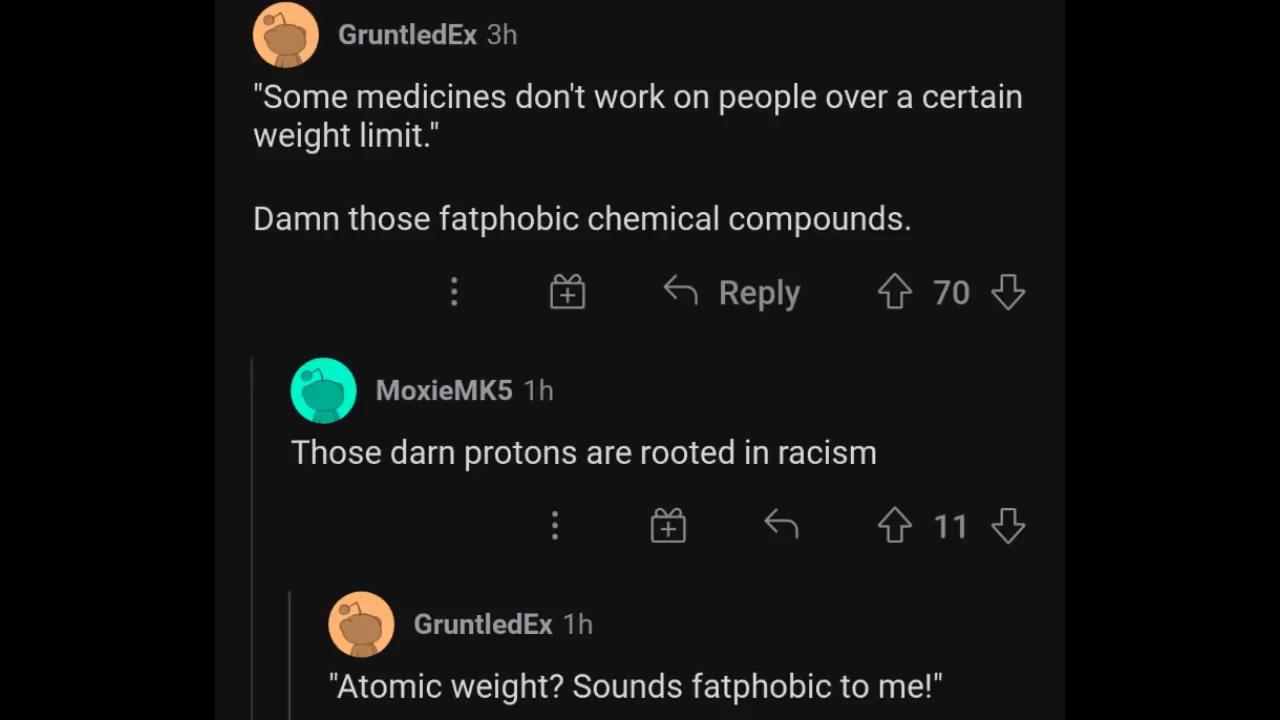 GruntledEx 3h
"Some medicines don't work on people over a certain
weight limit."
Damn those fatphobic chemical compounds.
Reply 70
MoxieMK5 1h
Those darn protons are rooted in racism
11
GruntledEx 1h
"Atomic weight? Sounds fatphobic to me!"